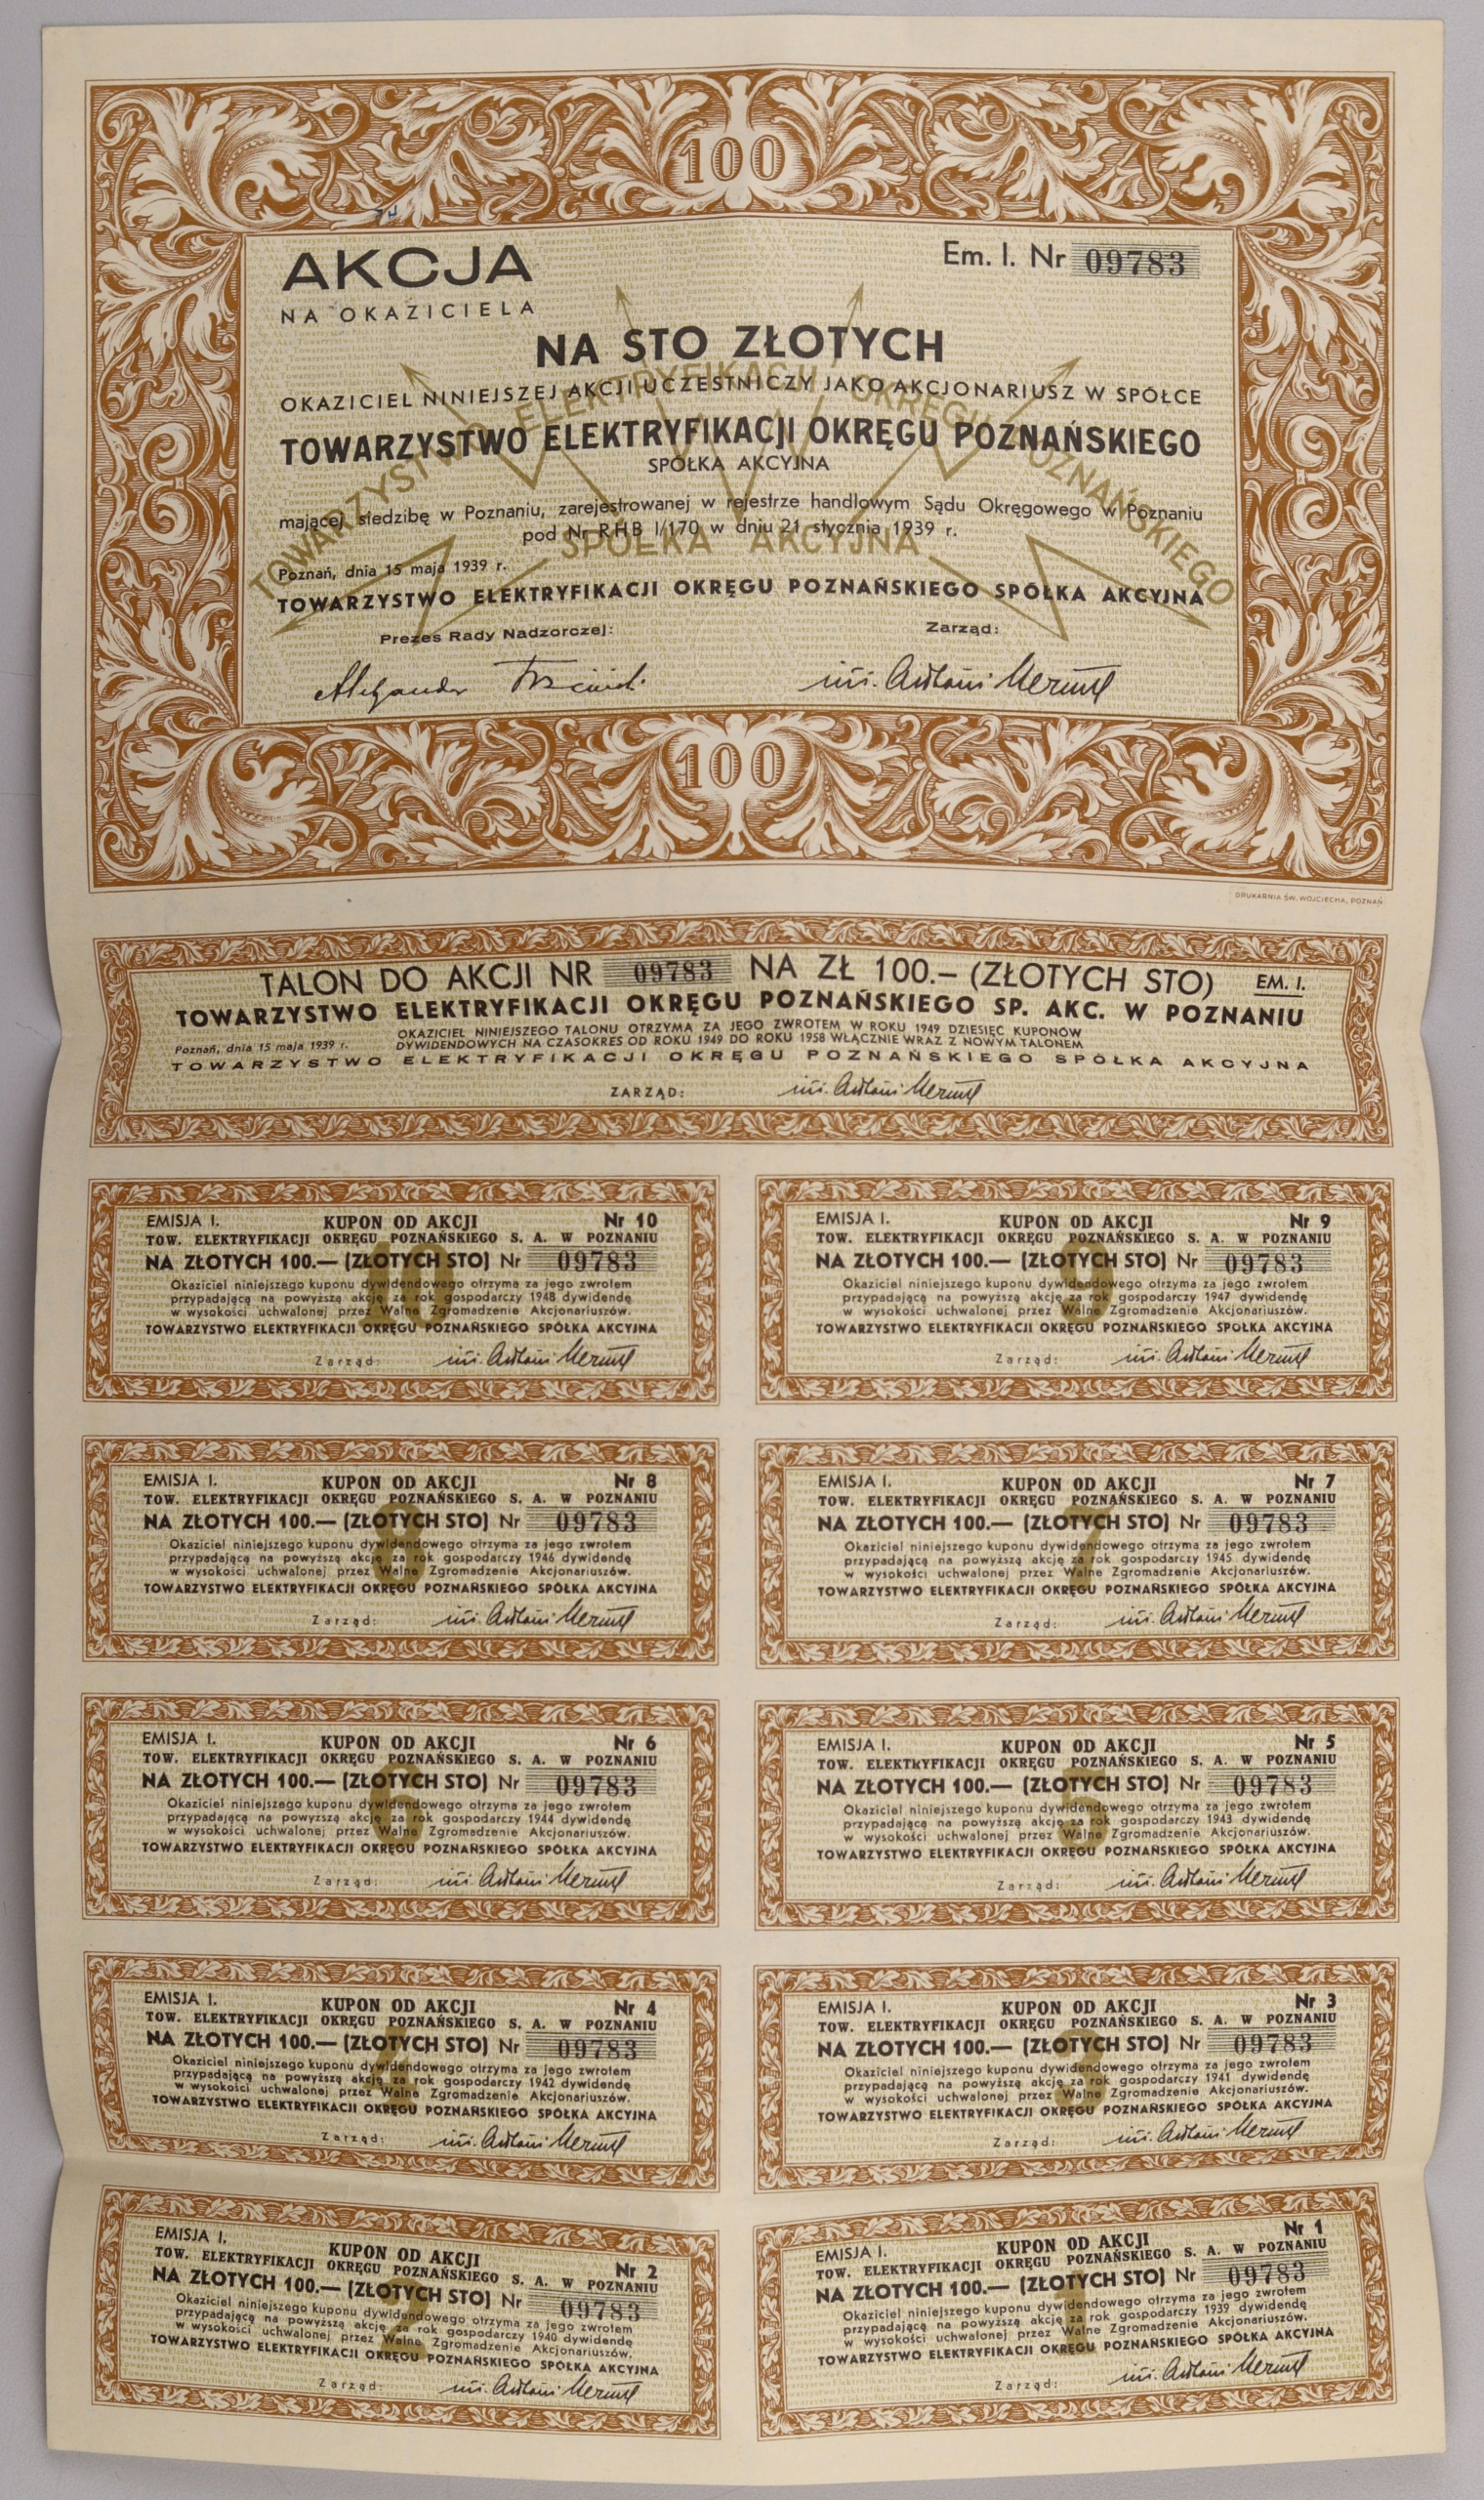 100
AKCJA
NA OKAZICIELA
Em. I. Nr 09783
NA STO ZŁOTYCH
OKAZICIEL NINIEJSZEJ AKCJI UCZESTNICZY JAKO AKCJONARIUSZ W SPÓŁCE
TOWARZYSTWO ELEKTRYFIKACJI OKRĘGU POZNAŃSKIEGO
SPÓŁKA AKCYJNA
mającej siedzibę w Poznaniu, zarejestrowanej w rejestrze handlowym Sądu Okręgowego w Poznaniu
pod Nr RHB I/170 w dniu 21 stycznia 1939 r.
TOWARZYSTWO ELEKTRYFIKACJI OKRĘGU POZNAŃSKIEGO
SPÓŁKA AKCYJNA
Poznań, dnia 15 maja 1939 r.
TOWARZYSTWO ELEKTRYFIKACJI OKRĘGU POZNAŃSKIEGO SPÓŁKA AKCYJNA
Prezes Rady Nadzorczej: Zarząd:
100
DRUKARNIA ŚW. WOJCIECHA, POZNAŃ
TALON DO AKCJI NR 09783 NA ZŁ 100.– (ZŁOTYCH STO) EM. I.
TOWARZYSTWO ELEKTRYFIKACJI OKRĘGU POZNAŃSKIEGO SP. AKC. W POZNANIU
OKAZICIEL NINIEJSZEGO TALONU OTRZYMA ZA JEGO ZWROTEM W ROKU 1949 DZIESIĘĆ KUPONÓW
Poznań, dnia 15 maja 1939 r. DYWIDENDOWYCH NA CZASOKRES OD ROKU 1949 DO ROKU 1958 WŁĄCZNIE WRAZ Z NOWYM TALONEM
TOWARZYSTWO ELEKTRYFIKACJI OKRĘGU POZNAŃSKIEGO SPÓŁKA AKCYJNA
ZARZĄD:
EMISJA I. KUPON OD AKCJI Nr 10
TOW. ELEKTRYFIKACJI OKRĘGU POZNAŃSKIEGO S. A. W POZNANIU
NA ZŁOTYCH 100.— (ZŁOTYCH STO) Nr 09783
Okaziciel niniejszego kuponu dywidendowego otrzyma za jego zwrotem
przypadającą na powyższą akcję za rok gospodarczy 1948 dywidendę
w wysokości uchwalonej przez Walne Zgromadzenie Akcjonariuszów.
TOWARZYSTWO ELEKTRYFIKACJI OKRĘGU POZNAŃSKIEGO SPÓŁKA AKCYJNA
Zarząd:
EMISJA I. KUPON OD AKCJI Nr 9
TOW. ELEKTRYFIKACJI OKRĘGU POZNAŃSKIEGO S. A. W POZNANIU
NA ZŁOTYCH 100.— (ZŁOTYCH STO) Nr 09783
Okaziciel niniejszego kuponu dywidendowego otrzyma za jego zwrotem
przypadającą na powyższą akcję za rok gospodarczy 1947 dywidendę
w wysokości uchwalonej przez Walne Zgromadzenie Akcjonariuszów.
TOWARZYSTWO ELEKTRYFIKACJI OKRĘGU POZNAŃSKIEGO SPÓŁKA AKCYJNA
Zarząd:
EMISJA I. KUPON OD AKCJI Nr 8
TOW. ELEKTRYFIKACJI OKRĘGU POZNAŃSKIEGO S. A. W POZNANIU
NA ZŁOTYCH 100.— (ZŁOTYCH STO) Nr 09783
Okaziciel niniejszego kuponu dywidendowego otrzyma za jego zwrotem
przypadającą na powyższą akcję za rok gospodarczy 1946 dywidendę
w wysokości uchwalonej przez Walne Zgromadzenie Akcjonariuszów.
TOWARZYSTWO ELEKTRYFIKACJI OKRĘGU POZNAŃSKIEGO SPÓŁKA AKCYJNA
Zarząd:
EMISJA I. KUPON OD AKCJI Nr 7
TOW. ELEKTRYFIKACJI OKRĘGU POZNAŃSKIEGO S. A. W POZNANIU
NA ZŁOTYCH 100.— (ZŁOTYCH STO) Nr 09783
Okaziciel niniejszego kuponu dywidendowego otrzyma za jego zwrotem
przypadającą na powyższą akcję za rok gospodarczy 1945 dywidendę
w wysokości uchwalonej przez Walne Zgromadzenie Akcjonariuszów.
TOWARZYSTWO ELEKTRYFIKACJI OKRĘGU POZNAŃSKIEGO SPÓŁKA AKCYJNA
Zarząd:
EMISJA I. KUPON OD AKCJI Nr 6
TOW. ELEKTRYFIKACJI OKRĘGU POZNAŃSKIEGO S. A. W POZNANIU
NA ZŁOTYCH 100.— (ZŁOTYCH STO) Nr 09783
Okaziciel niniejszego kuponu dywidendowego otrzyma za jego zwrotem
przypadającą na powyższą akcję za rok gospodarczy 1944 dywidendę
w wysokości uchwalonej przez Walne Zgromadzenie Akcjonariuszów.
TOWARZYSTWO ELEKTRYFIKACJI OKRĘGU POZNAŃSKIEGO SPÓŁKA AKCYJNA
Zarząd:
EMISJA I. KUPON OD AKCJI Nr 5
TOW. ELEKTRYFIKACJI OKRĘGU POZNAŃSKIEGO S. A. W POZNANIU
NA ZŁOTYCH 100.— (ZŁOTYCH STO) Nr 09783
Okaziciel niniejszego kuponu dywidendowego otrzyma za jego zwrotem
przypadającą na powyższą akcję za rok gospodarczy 1943 dywidendę
w wysokości uchwalonej przez Walne Zgromadzenie Akcjonariuszów.
TOWARZYSTWO ELEKTRYFIKACJI OKRĘGU POZNAŃSKIEGO SPÓŁKA AKCYJNA
Zarząd:
EMISJA I. KUPON OD AKCJI Nr 4
TOW. ELEKTRYFIKACJI OKRĘGU POZNAŃSKIEGO S. A. W POZNANIU
NA ZŁOTYCH 100.— (ZŁOTYCH STO) Nr 09783
Okaziciel niniejszego kuponu dywidendowego otrzyma za jego zwrotem
przypadającą na powyższą akcję za rok gospodarczy 1942 dywidendę
w wysokości uchwalonej przez Walne Zgromadzenie Akcjonariuszów.
TOWARZYSTWO ELEKTRYFIKACJI OKRĘGU POZNAŃSKIEGO SPÓŁKA AKCYJNA
Zarząd:
EMISJA I. KUPON OD AKCJI Nr 3
TOW. ELEKTRYFIKACJI OKRĘGU POZNAŃSKIEGO S. A. W POZNANIU
NA ZŁOTYCH 100.— (ZŁOTYCH STO) Nr 09783
Okaziciel niniejszego kuponu dywidendowego otrzyma za jego zwrotem
przypadającą na powyższą akcję za rok gospodarczy 1941 dywidendę
w wysokości uchwalonej przez Walne Zgromadzenie Akcjonariuszów.
TOWARZYSTWO ELEKTRYFIKACJI OKRĘGU POZNAŃSKIEGO SPÓŁKA AKCYJNA
Zarząd:
EMISJA I. KUPON OD AKCJI Nr 2
TOW. ELEKTRYFIKACJI OKRĘGU POZNAŃSKIEGO S. A. W POZNANIU
NA ZŁOTYCH 100.— (ZŁOTYCH STO) Nr 09783
Okaziciel niniejszego kuponu dywidendowego otrzyma za jego zwrotem
przypadającą na powyższą akcję za rok gospodarczy 1940 dywidendę
w wysokości uchwalonej przez Walne Zgromadzenie Akcjonariuszów.
TOWARZYSTWO ELEKTRYFIKACJI OKRĘGU POZNAŃSKIEGO SPÓŁKA AKCYJNA
Zarząd:
EMISJA I. KUPON OD AKCJI Nr 1
TOW. ELEKTRYFIKACJI OKRĘGU POZNAŃSKIEGO S. A. W POZNANIU
NA ZŁOTYCH 100.— (ZŁOTYCH STO) Nr 09783
Okaziciel niniejszego kuponu dywidendowego otrzyma za jego zwrotem
przypadającą na powyższą akcję za rok gospodarczy 1939 dywidendę
w wysokości uchwalonej przez Walne Zgromadzenie Akcjonariuszów.
TOWARZYSTWO ELEKTRYFIKACJI OKRĘGU POZNAŃSKIEGO SPÓŁKA AKCYJNA
Zarząd: